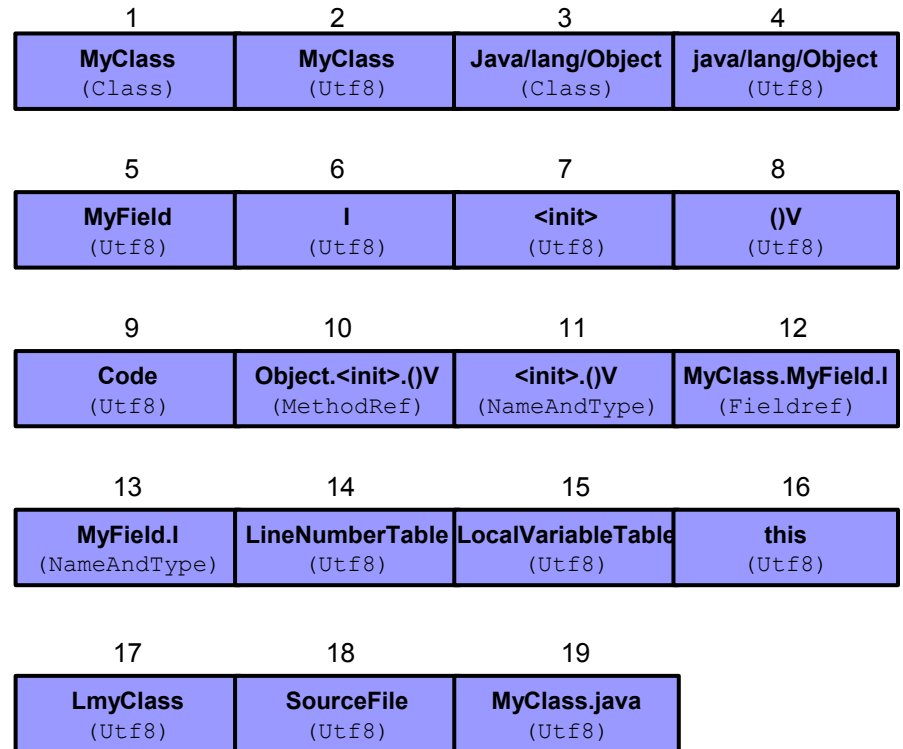 1 2 3 4
MyClass MyClass Java/lang/Object java/lang/Object
(Class) (Utf8) (Class) (Utf8)
5 6 7 8
MyField I <init> ()V
(Utf8) (Utf8) (Utf8) (Utf8)
9 10 11 12
Code Object.<init>.()V <init>.()V MyClass.MyField.I
(Utf8) (MethodRef) (NameAndType) (Fieldref)
13 14 15 16
MyField.I LineNumberTable LocalVariableTable this
(NameAndType) (Utf8) (Utf8) (Utf8)
17 18 19
LmyClass SourceFile MyClass.java
(Utf8) (Utf8) (Utf8)